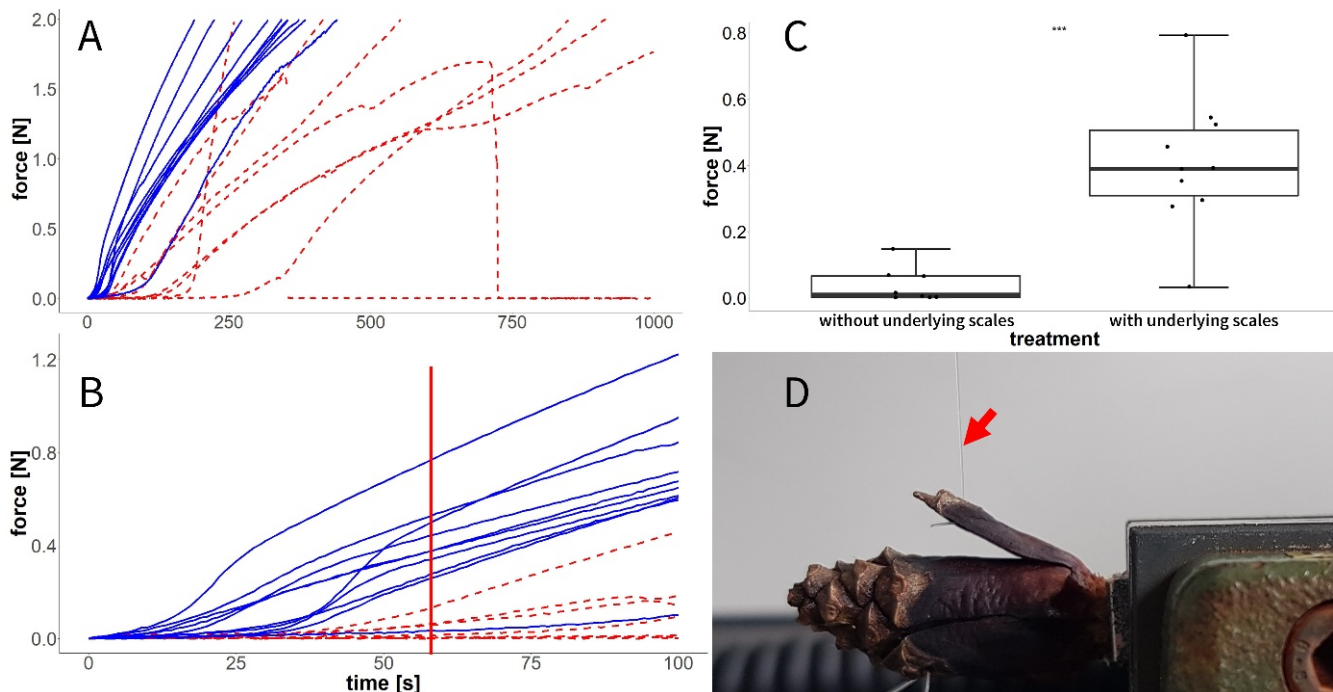 A
force [N]
2.0
1.5
1.0
0.5
0.0
0
250
500
750
1000
B
force [N]
1.2
0.8
0.4
0.0
0
25
50
75
100
time [s]
C
***
force [N]
0.8
0.6
0.4
0.2
0.0
without underlying scales
with underlying scales
treatment
D